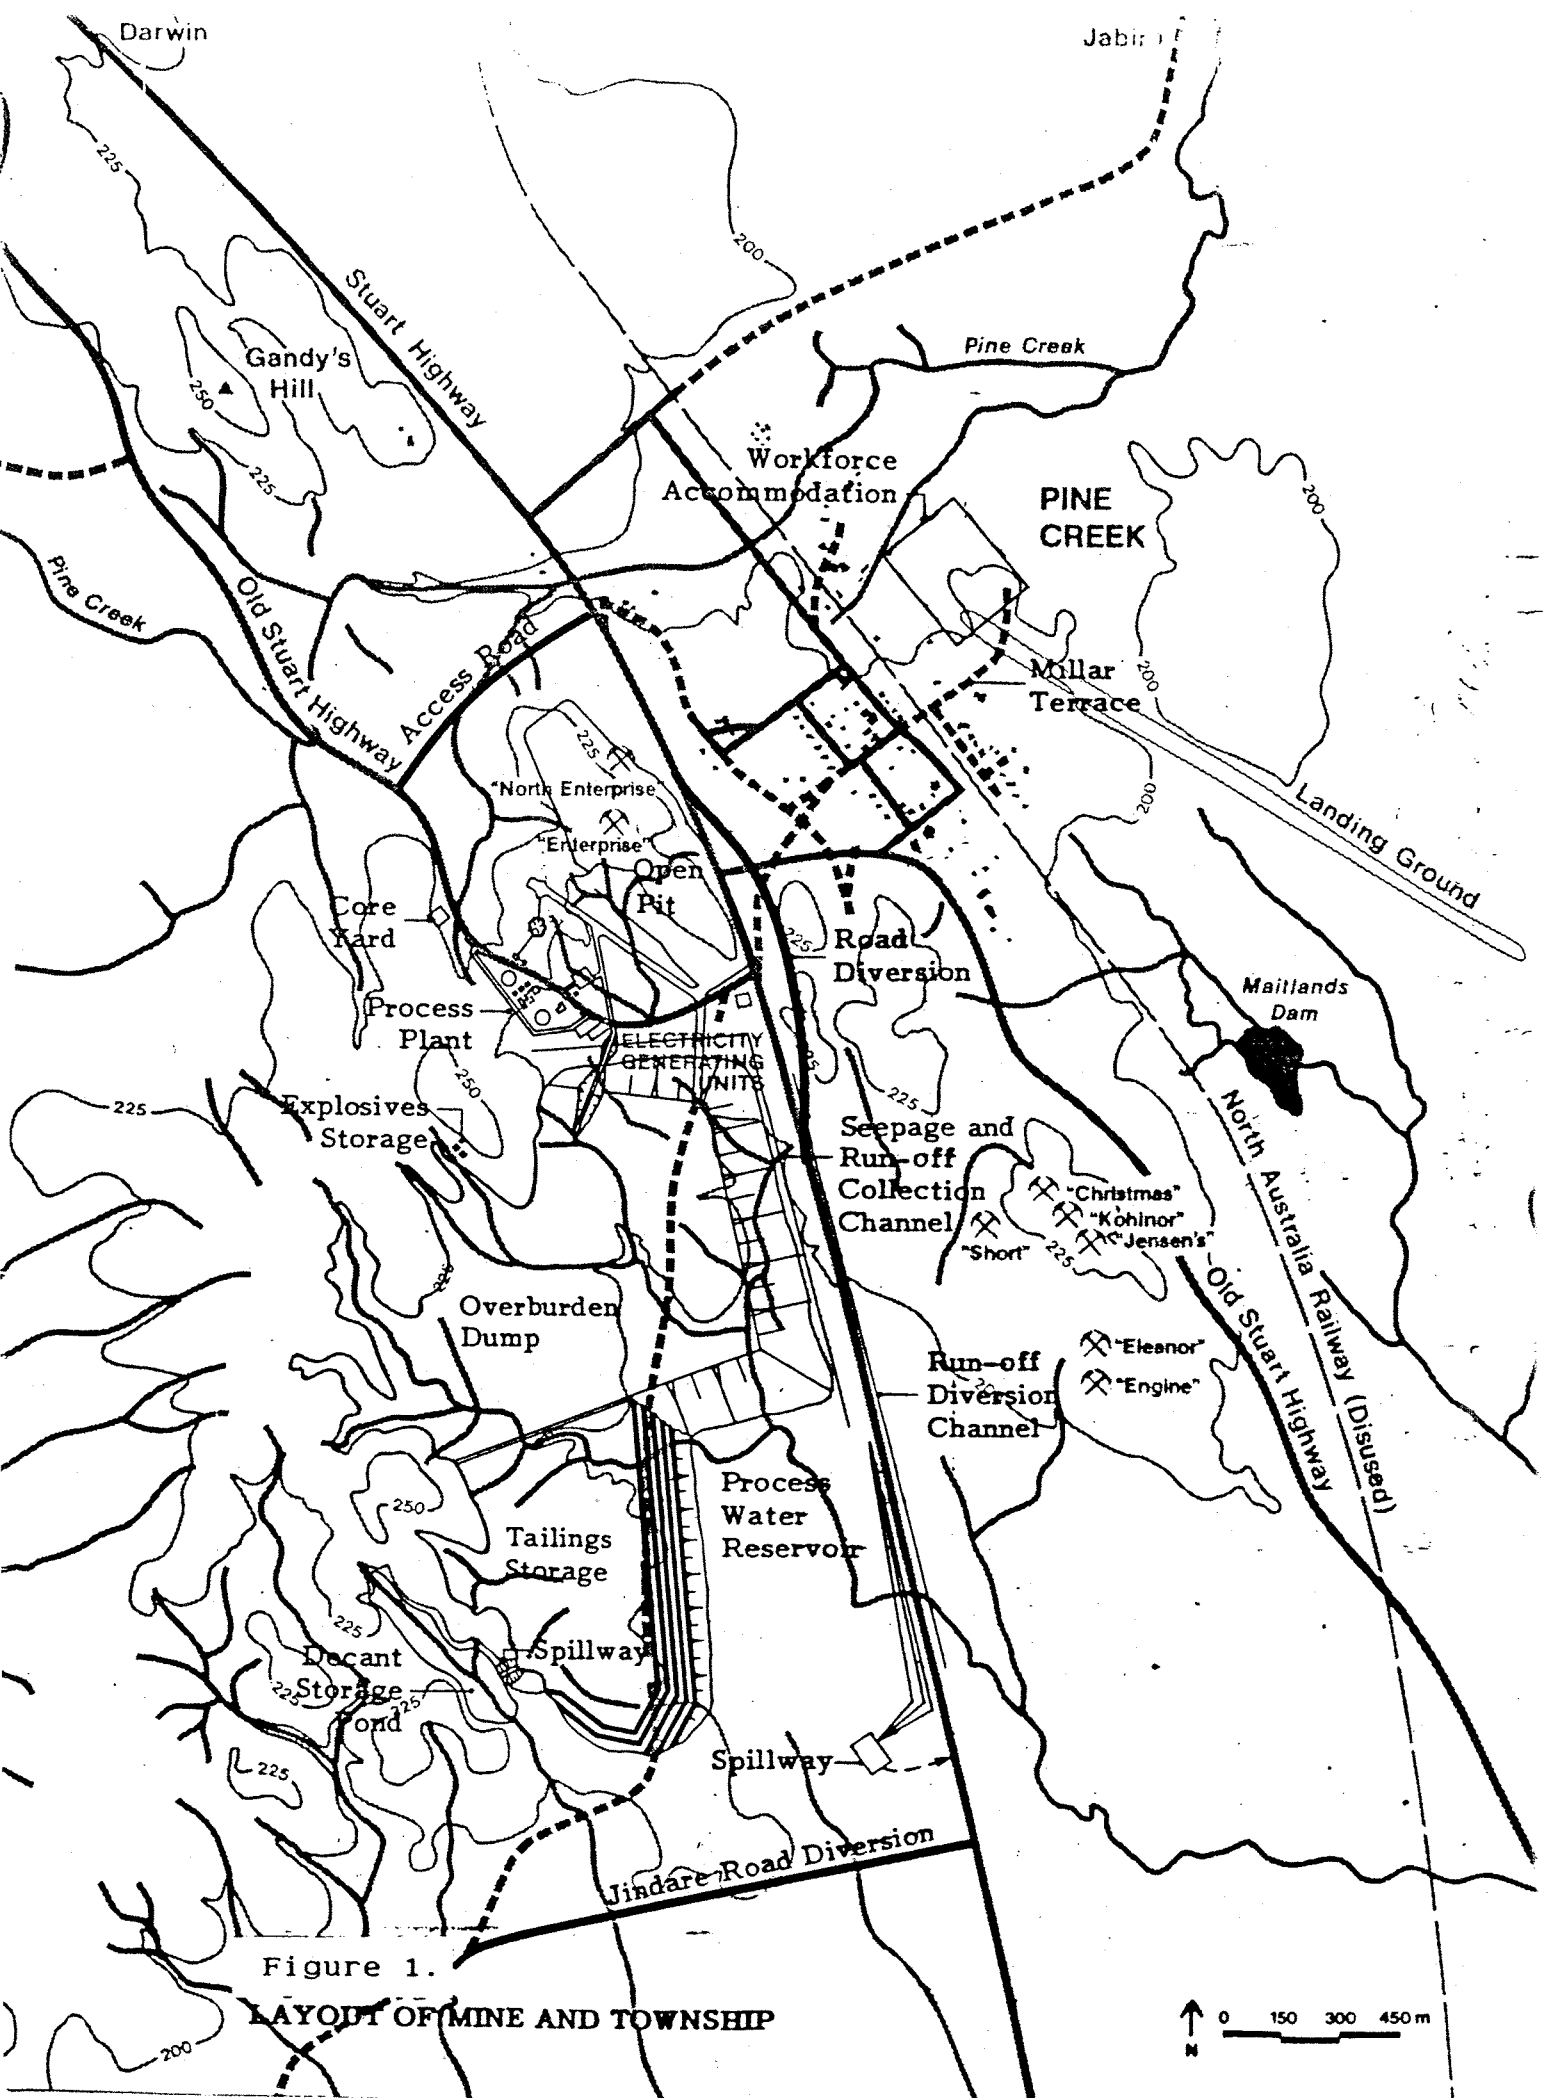 Darwin
225
200
Stuart Highway
Gandy's
Hill
250
Pine Creek
225
Workforce
Accommodation
PINE
CREEK
200
Pine Creek
Old Stuart Highway
Access Road
Millar
Terrace
200
225
"North Enterprise"
"Enterprise"
200
Landing Ground
Open
Pit
Core
Yard
225
Road
Diversion
Process
Plant
Maitlands
Dam
ELECTRICITY
GENERATING
UNITS
250
225
225
Explosives
Storage
Seepage and
Run-off
Collection
Channel
"Christmas"
"Kohinor"
"Jensen's"
"Short"
225
North Australia Railway (Disused)
Old Stuart Highway
Overburden
Dump
"Eleanor"
"Engine"
Run-off
Diversion
Channel
250
Process
Water
Reservoir
Tailings
Storage
225
Decant
Storage
Pond
Spillway
225
225
225
Spillway
Jindare Road Diversion
Figure 1.
LAYOUT OF MINE AND TOWNSHIP
200
N
0 150 300 450 m